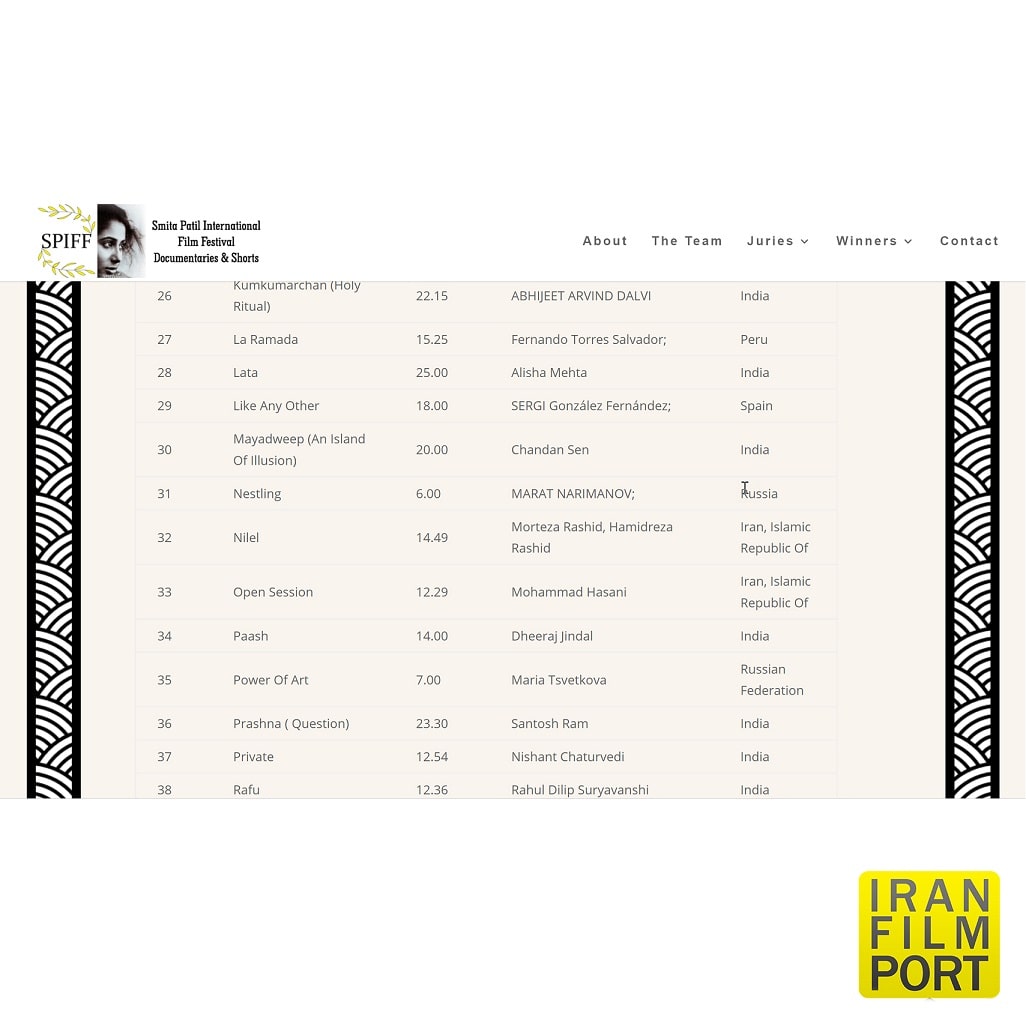 SPIFF
Smita Patil International
Film Festival
Documentaries & Shorts
About The Team Juries Winners Contact
26 Kumkumarchan (Holy Ritual) 22.15 ABHIJEET ARVIND DALVI India
27 La Ramada 15.25 Fernando Torres Salvador; Peru
28 Lata 25.00 Alisha Mehta India
29 Like Any Other 18.00 SERGI González Fernández; Spain
30 Mayadweep (An Island Of Illusion) 20.00 Chandan Sen India
31 Nestling 6.00 MARAT NARIMANOV; Russia
32 Nilel 14.49 Morteza Rashid, Hamidreza Rashid Iran, Islamic Republic Of
33 Open Session 12.29 Mohammad Hasani Iran, Islamic Republic Of
34 Paash 14.00 Dheeraj Jindal India
35 Power Of Art 7.00 Maria Tsvetkova Russian Federation
36 Prashna ( Question) 23.30 Santosh Ram India
37 Private 12.54 Nishant Chaturvedi India
38 Rafu 12.36 Rahul Dilip Suryavanshi India
IRAN
FILM
PORT